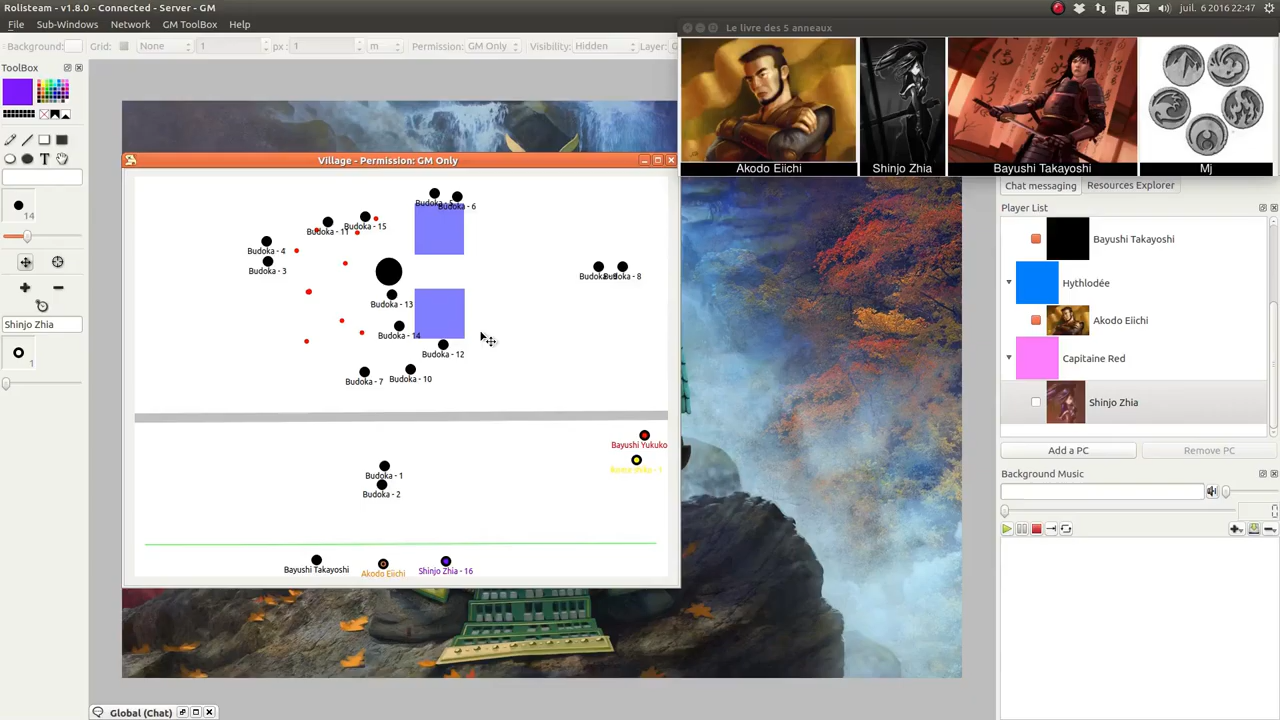 Rolisteam - v1.8.0 - Connected - Server - GM
Fr,
juil. 6 2016 22:47
File Sub-Windows Network GM ToolBox Help
Le livre des 5 anneaux
Background: Grid: None 1 px : 1 m Permission: GM Only Visibility: Hidden Layer:
ToolBox
T
14
Shinjo Zhia
1
Akodo Eiichi
Shinjo Zhia
Bayushi Takayoshi
Mj
Village - Permission: GM Only
Budoka - 6
Budoka - 15
Budoka - 11
Budoka - 4
Budoka - 3
Budoka - 8
Budoka - 13
Budoka - 14
Budoka - 12
Budoka - 7
Budoka - 10
Bayushi Yukuko
Budoka - 1
Budoka - 2
Bayushi Takayoshi
Akodo Eiichi
Shinjo Zhia - 16
Chat messaging Resources Explorer
Player List
Bayushi Takayoshi
Hythlodée
Akodo Eiichi
Capitaine Red
Shinjo Zhia
Add a PC Remove PC
Background Music
Global (Chat)